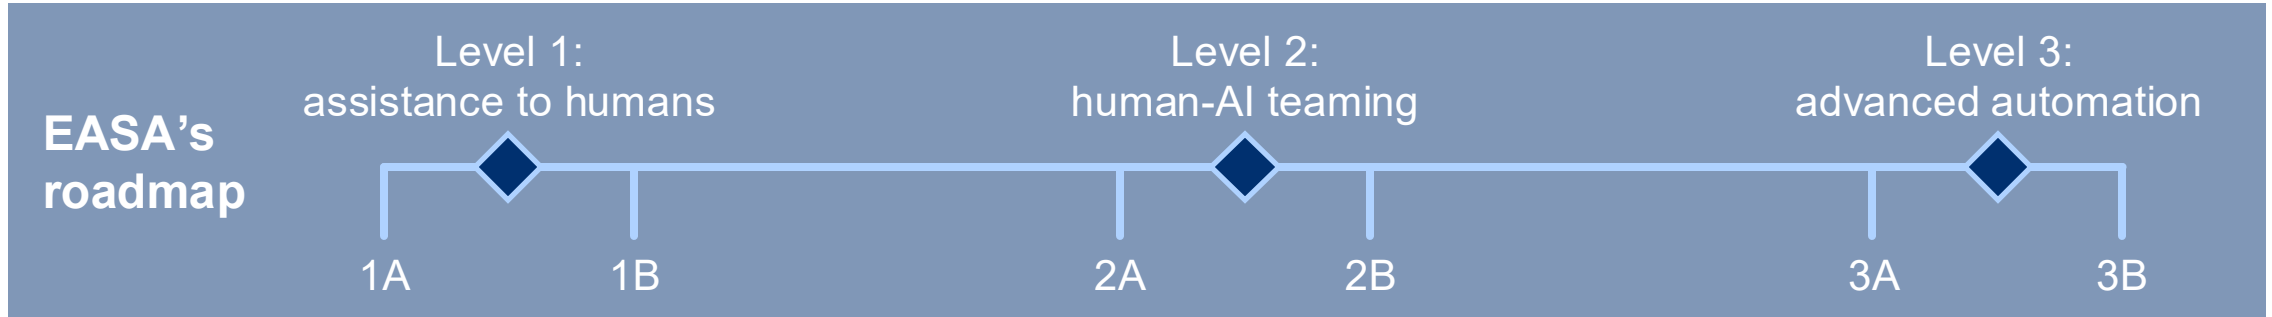 EASA’s
roadmap
Level 1:
assistance to humans
Level 2:
human-AI teaming
Level 3:
advanced automation
1A
1B
2A
2B
3A
3B